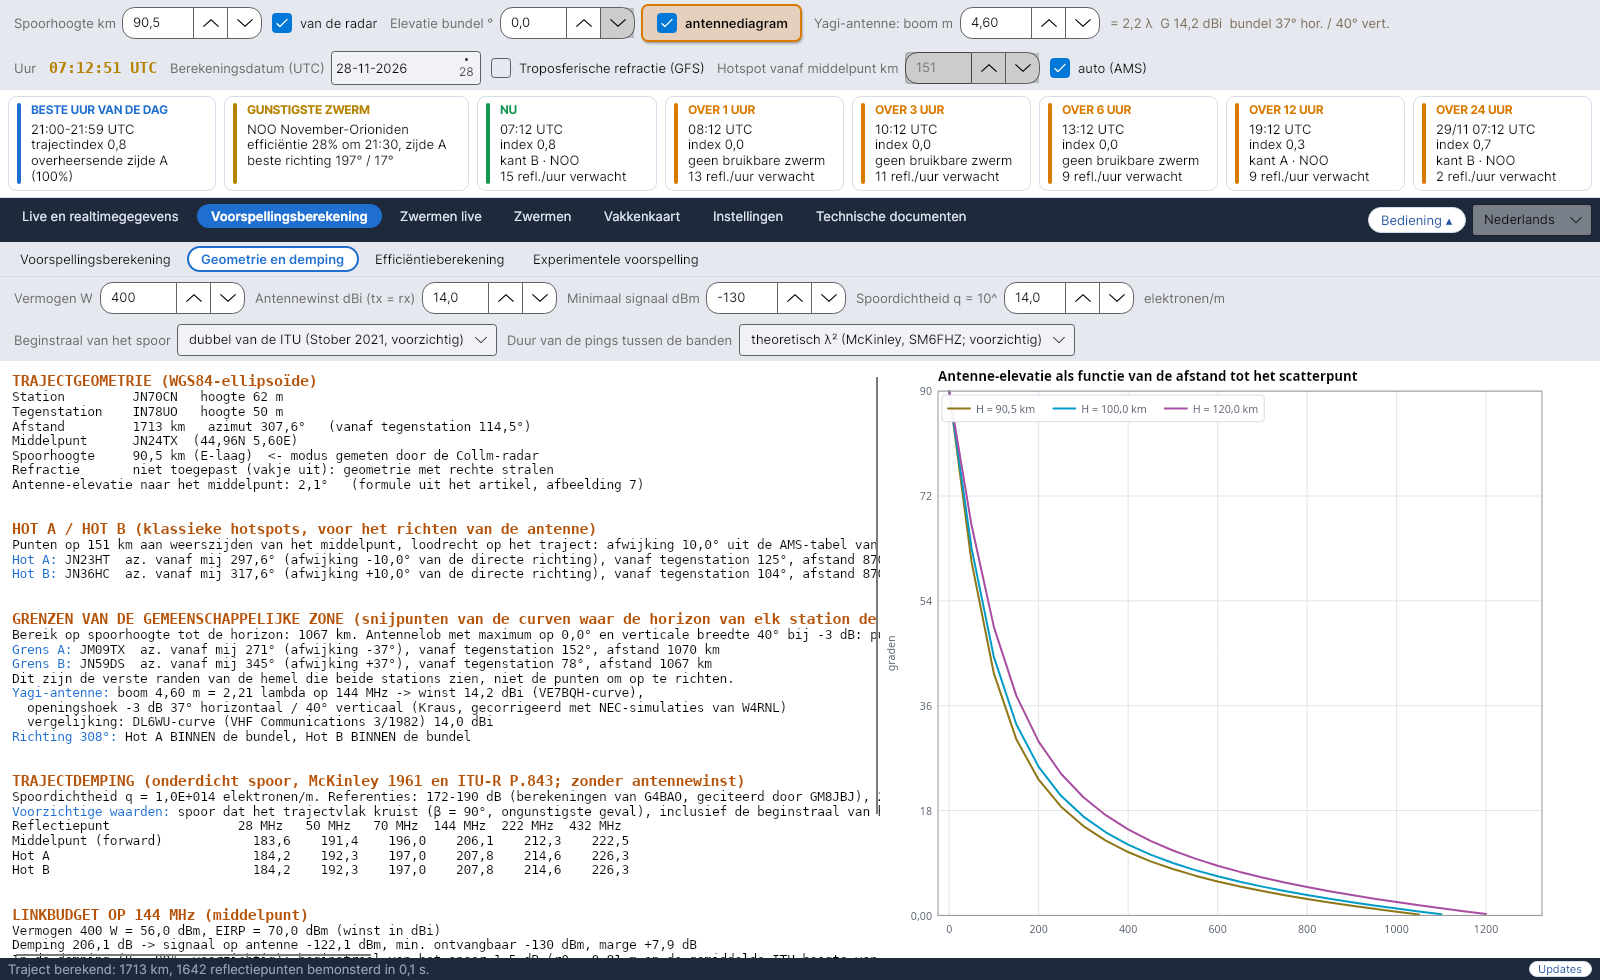 Spoorhoogte km 90,5 van de radar Elevatie bundel ° 0,0 antennediagram Yagi-antenne: boom m 4,60 = 2,2 λ G 14,2 dBi bundel 37° hor. / 40° vert.
Uur 07:12:51 UTC Berekeningsdatum (UTC) 28-11-2026 28 Troposferische refractie (GFS) Hotspot vanaf middelpunt km 151 auto (AMS)
BESTE UUR VAN DE DAG
21:00-21:59 UTC
trajectindex 0,8
overheersende zijde A
(100%)
GUNSTIGSTE ZWERM
NOO November-Orioniden
efficiëntie 28% om 21:30, zijde A
beste richting 197° / 17°
NU
07:12 UTC
index 0,8
kant B · NOO
15 refl./uur verwacht
OVER 1 UUR
08:12 UTC
index 0,0
geen bruikbare zwerm
13 refl./uur verwacht
OVER 3 UUR
10:12 UTC
index 0,0
geen bruikbare zwerm
11 refl./uur verwacht
OVER 6 UUR
13:12 UTC
index 0,0
geen bruikbare zwerm
9 refl./uur verwacht
OVER 12 UUR
19:12 UTC
index 0,3
kant A · NOO
9 refl./uur verwacht
OVER 24 UUR
29/11 07:12 UTC
index 0,7
kant B · NOO
2 refl./uur verwacht
Live en realtimegegevens Voorspellingsberekening Zwermen live Zwermen Vakkenkaart Instellingen Technische documenten Bediening ▴ Nederlands
Voorspellingsberekening Geometrie en demping Efficiëntieberekening Experimentele voorspelling
Vermogen W 400 Antennewinst dBi (tx = rx) 14,0 Minimaal signaal dBm -130 Spoordichtheid q = 10^ 14,0 elektronen/m
Beginstraal van het spoor dubbel van de ITU (Stober 2021, voorzichtig) Duur van de pings tussen de banden theoretisch λ² (McKinley, SM6FHZ; voorzichtig)
TRAJECTGEOMETRIE (WGS84-ellipsoïde)
Station JN70CN hoogte 62 m
Tegenstation IN78UO hoogte 50 m
Afstand 1713 km azimut 307,6° (vanaf tegenstation 114,5°)
Middelpunt JN24TX (44,96N 5,60E)
Spoorhoogte 90,5 km (E-laag) <- modus gemeten door de Collm-radar
Refractie niet toegepast (vakje uit): geometrie met rechte stralen
Antenne-elevatie naar het middelpunt: 2,1° (formule uit het artikel, afbeelding 7)
HOT A / HOT B (klassieke hotspots, voor het richten van de antenne)
Punten op 151 km aan weerszijden van het middelpunt, loodrecht op het traject: afwijking 10,0° uit de AMS-tabel van
Hot A: JN23HT az. vanaf mij 297,6° (afwijking -10,0° van de directe richting), vanaf tegenstation 125°, afstand 870
Hot B: JN36HC az. vanaf mij 317,6° (afwijking +10,0° van de directe richting), vanaf tegenstation 104°, afstand 870
GRENZEN VAN DE GEMEENSCHAPPELIJKE ZONE (snijpunten van de curven waar de horizon van elk station de
Bereik op spoorhoogte tot de horizon: 1067 km. Antennelob met maximum op 0,0° en verticale breedte 40° bij -3 dB:
Grens A: JM09TX az. vanaf mij 271° (afwijking -37°), vanaf tegenstation 152°, afstand 1070 km
Grens B: JN59DS az. vanaf mij 345° (afwijking +37°), vanaf tegenstation 78°, afstand 1067 km
Dit zijn de verste randen van de hemel die beide stations zien, niet de punten om op te richten.
Yagi-antenne: boom 4,60 m = 2,21 lambda op 144 MHz -> winst 14,2 dBi (VE7BQH-curve),
openingshoek -3 dB 37° horizontaal / 40° verticaal (Kraus, gecorrigeerd met NEC-simulaties van W4RNL)
vergelijking: DL6WU-curve (VHF Communications 3/1982) 14,0 dBi
Richting 308°: Hot A BINNEN de bundel, Hot B BINNEN de bundel
TRAJECTDEMPING (onderdicht spoor, McKinley 1961 en ITU-R P.843; zonder antennewinst)
Spoordichtheid q = 1,0E+014 elektronen/m. Referenties: 172-190 dB (berekeningen van G4BAO, geciteerd door GM8JBJ),
Voorzichtige waarden: spoor dat het trajectvlak kruist (β = 90°, ongunstigste geval), inclusief de beginstraal van
Reflectiepunt 28 MHz 50 MHz 70 MHz 144 MHz 222 MHz 432 MHz
Middelpunt (forward) 183,6 191,4 196,0 206,1 212,3 222,5
Hot A 184,2 192,3 197,0 207,8 214,6 226,3
Hot B 184,2 192,3 197,0 207,8 214,6 226,3
LINKBUDGET OP 144 MHz (middelpunt)
Vermogen 400 W = 56,0 dBm, EIRP = 70,0 dBm (winst in dBi)
Demping 206,1 dB -> signaal op antenne -122,1 dBm, min. ontvangbaar -130 dBm, marge +7,9 dB
Antenne-elevatie als functie van de afstand tot het scatterpunt
H = 90,5 km H = 100,0 km H = 120,0 km
graden
90
72
54
36
18
0,00
0 200 400 600 800 1000 1200
Traject berekend: 1713 km, 1642 reflectiepunten bemonsterd in 0,1 s. Updates